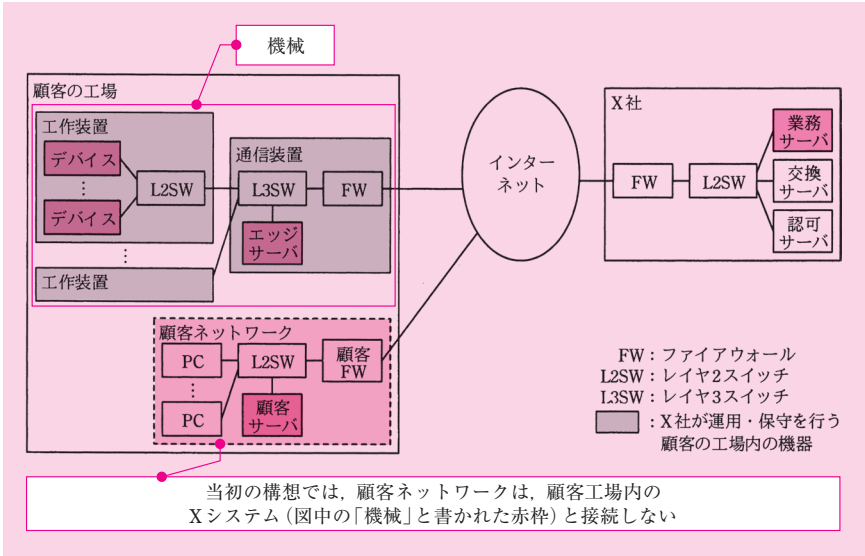 機械
顧客の工場
工作装置
デバイス
⋮
デバイス
L2SW
⋮
工作装置
通信装置
L3SW
FW
エッジ
サーバ
顧客ネットワーク
PC
⋮
PC
L2SW
顧客
FW
顧客
サーバ
インター
ネット
X社
FW
L2SW
業務
サーバ
交換
サーバ
認可
サーバ
FW：ファイアウォール
L2SW：レイヤ2スイッチ
L3SW：レイヤ3スイッチ
：X社が運用・保守を行う
顧客の工場内の機器
当初の構想では，顧客ネットワークは，顧客工場内の
Xシステム（図中の「機械」と書かれた赤枠）と接続しない